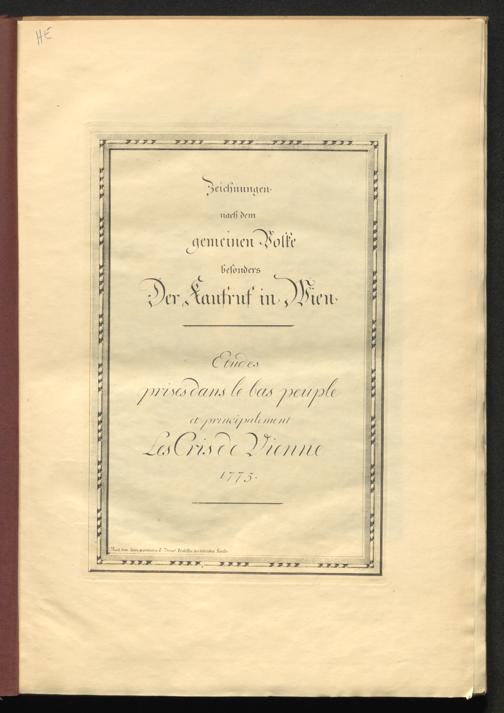 HE
Zeichnungen
nach dem
gemeinen Volke
besonders
Der Kaufruf in Wien.
Etudes
prises dans le bas peuple
et principalement
Les Cris de Vienne
1775.